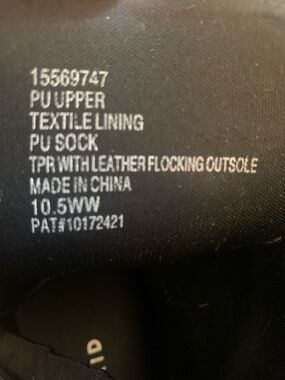 15569747
PU UPPER
TEXTILE LINING
PU SOCK
TPR WITH LEATHER FLOCKING OUTSOLE
MADE IN CHINA
10.5WW
PAT#10172421